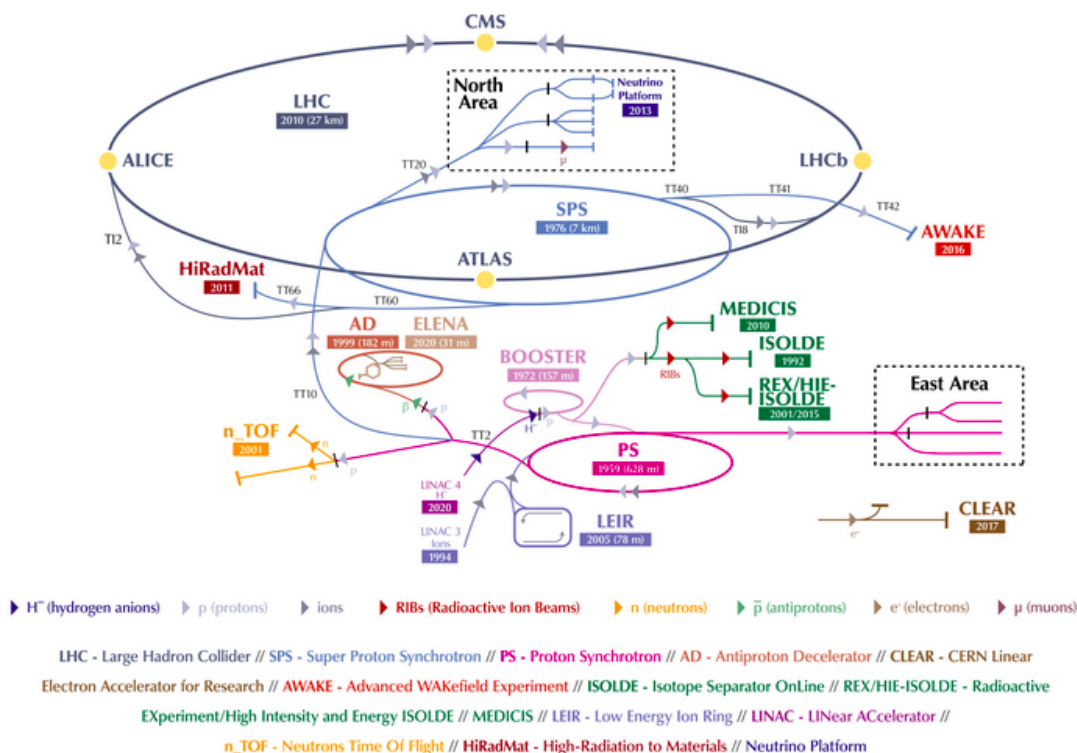 CMS
North
Area
Neutrino
Platform
2013
LHC
2010 (27 km)
ALICE
LHCb
TT20
TT40
TT41
TT42
SPS
1976 (7 km)
TI8
μ
AWAKE
2016
TI2
HiRadMat
2011
ATLAS
TT66
TT60
MEDICIS
2010
AD
1999 (182 m)
ELENA
2020 (31 m)
BOOSTER
1972 (157 m)
ISOLDE
1992
RIBs
REX/HIE-
ISOLDE
2001/2015
East Area
TT10
p̅
p
H⁻
p
TT2
n_TOF
2001
n
n
p
PS
1959 (628 m)
LINAC 4
H⁻
2020
LINAC 3
Ions
1994
LEIR
2005 (78 m)
CLEAR
2017
e⁻
H⁻ (hydrogen anions) p (protons) ions RIBs (Radioactive Ion Beams) n (neutrons) p̅ (antiprotons) e⁻ (electrons) μ (muons)
LHC - Large Hadron Collider // SPS - Super Proton Synchrotron // PS - Proton Synchrotron // AD - Antiproton Decelerator // CLEAR - CERN Linear
Electron Accelerator for Research // AWAKE - Advanced WAKefield Experiment // ISOLDE - Isotope Separator OnLine // REX/HIE-ISOLDE - Radioactive
EXperiment/High Intensity and Energy ISOLDE // MEDICIS // LEIR - Low Energy Ion Ring // LINAC - LINear ACcelerator //
n_TOF - Neutrons Time Of Flight // HiRadMat - High-Radiation to Materials // Neutrino Platform